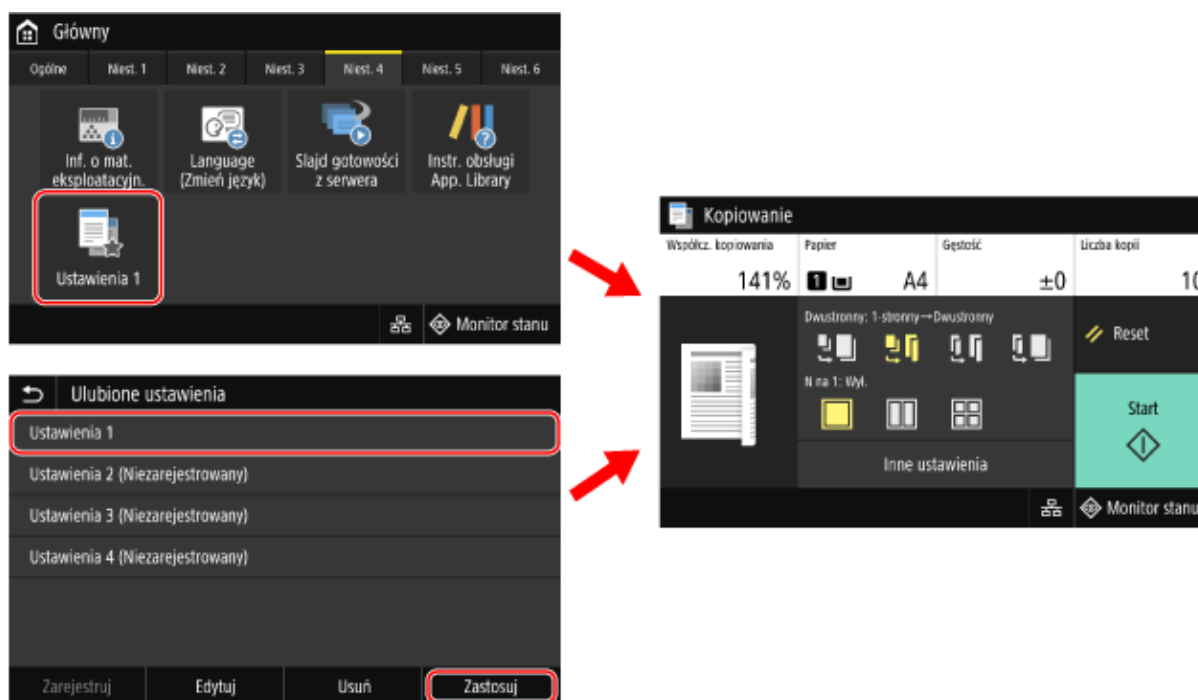 Główny
Ogólne Niest. 1 Niest. 2 Niest. 3 Niest. 4 Niest. 5 Niest. 6
Inf. o mat.
eksploatacyjn.
Language
(Zmień język)
Slajd gotowości
z serwera
Instr. obsługi
App. Library
Ustawienia 1
Monitor stanu
Ulubione ustawienia
Ustawienia 1
Ustawienia 2 (Niezarejestrowany)
Ustawienia 3 (Niezarejestrowany)
Ustawienia 4 (Niezarejestrowany)
Zarejestruj Edytuj Usuń Zastosuj
Kopiowanie
Współcz. kopiowania Papier Gęstość Liczba kopii
141% 1 A4 ±0 10
Dwustronny: 1-stronny→Dwustronny
Reset
N na 1: Wył.
Start
Inne ustawienia
Monitor stanu